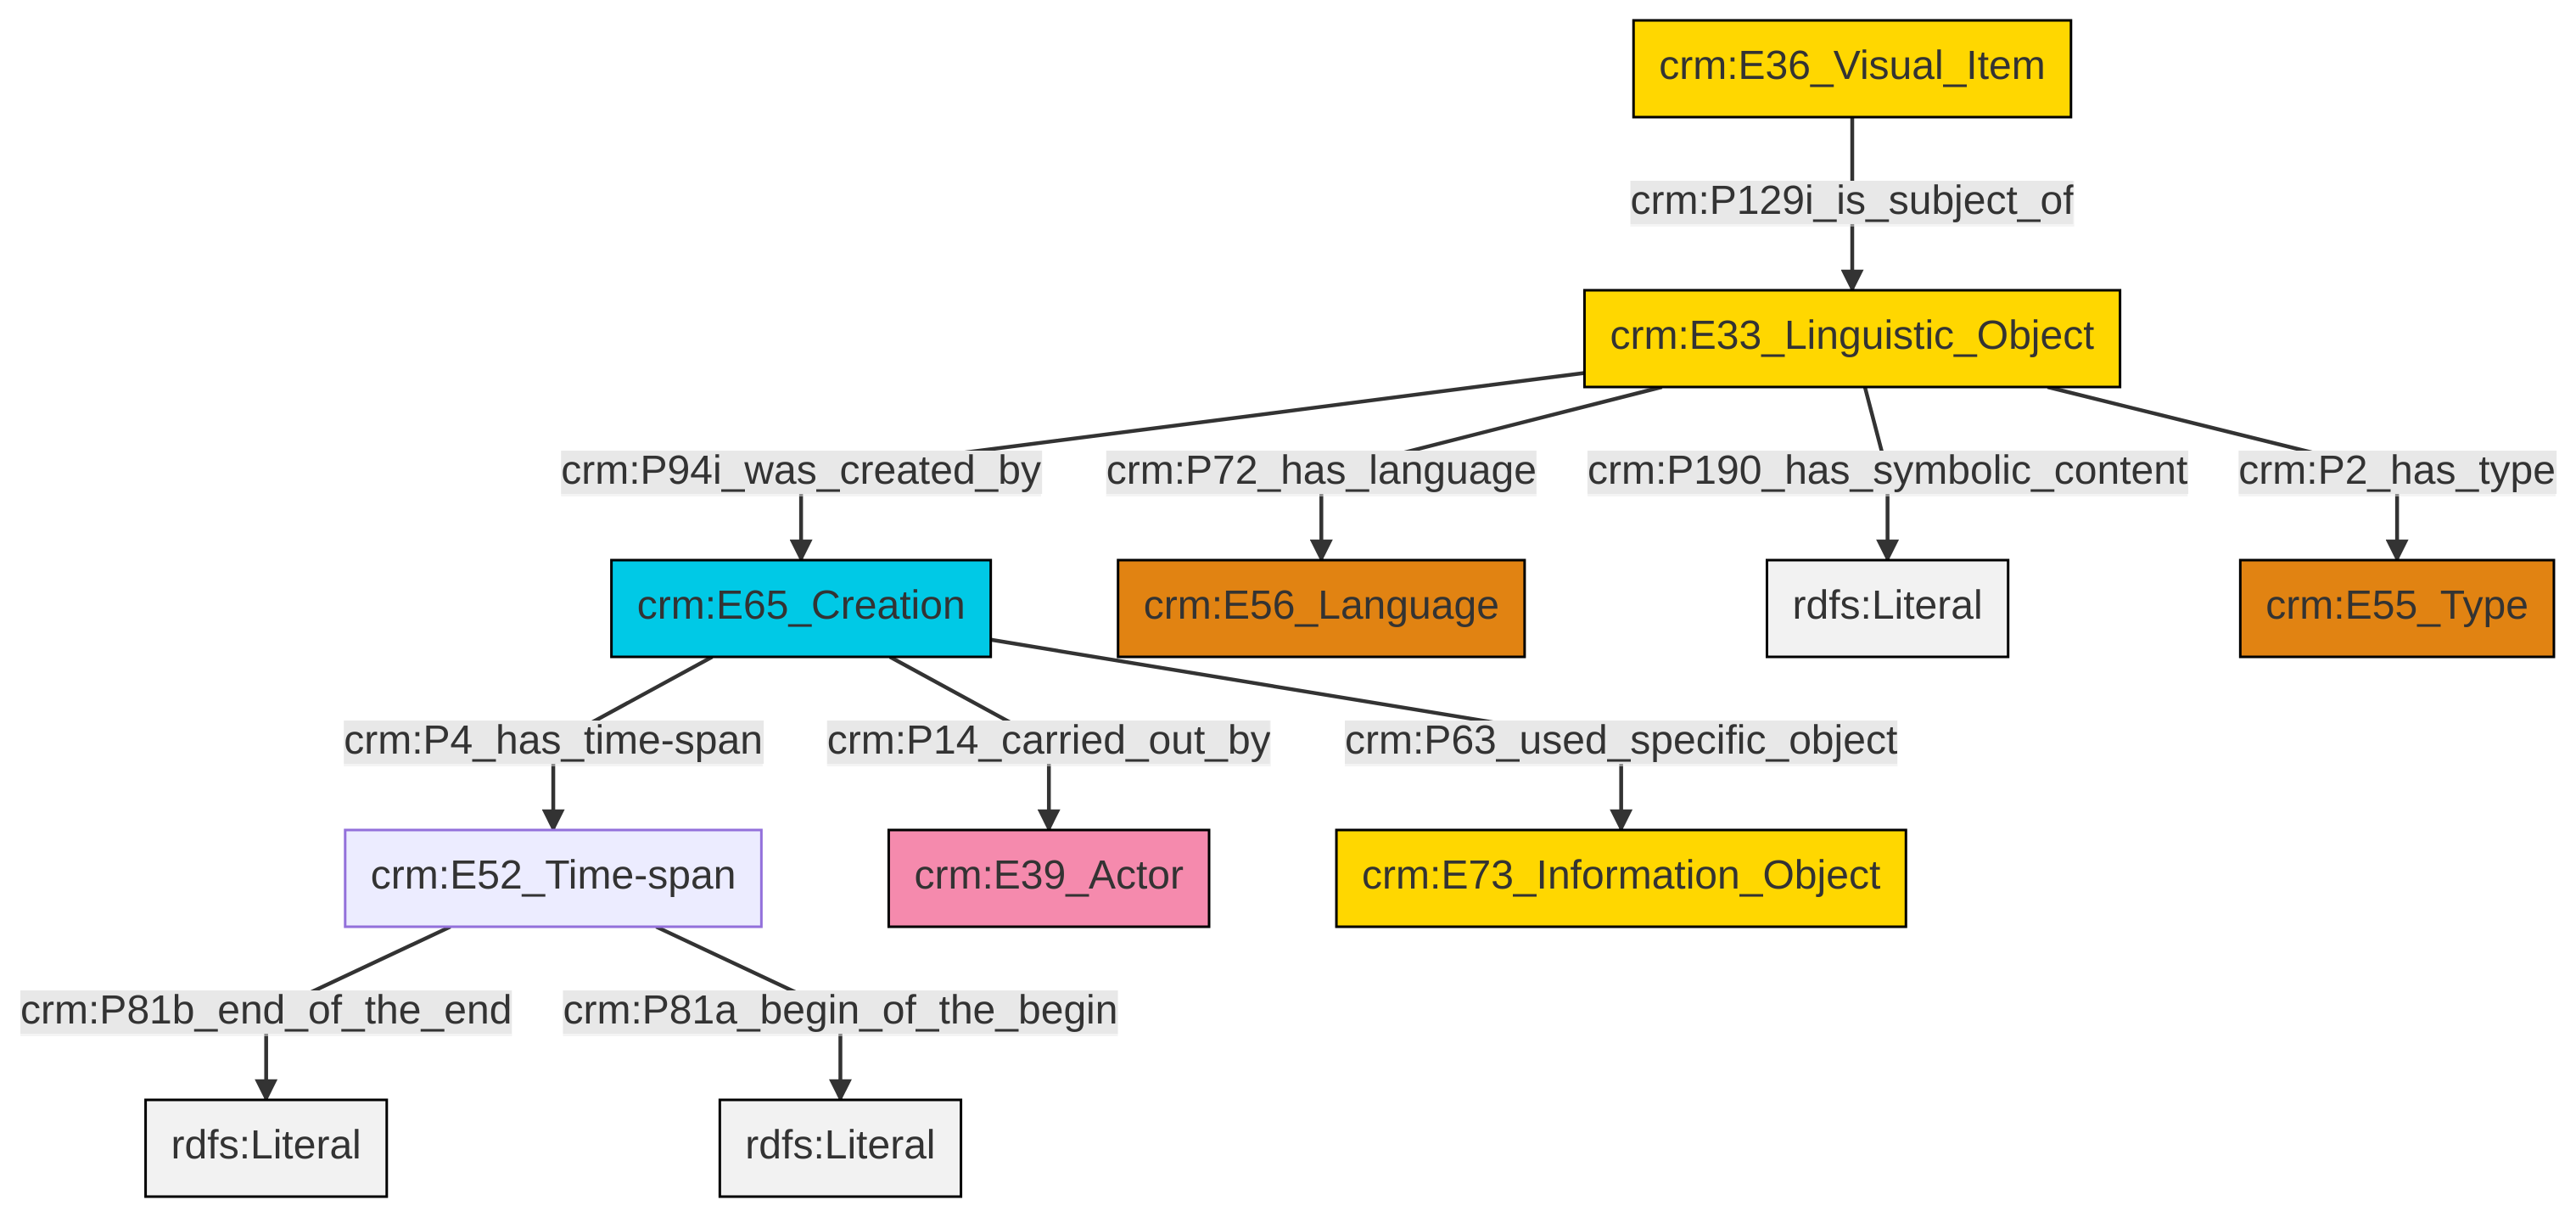 crm:E36_Visual_Item
crm:P129i_is_subject_of
crm:E33_Linguistic_Object
crm:P94i_was_created_by
crm:P72_has_language
crm:P190_has_symbolic_content
crm:P2_has_type
crm:E65_Creation
crm:E56_Language
rdfs:Literal
crm:E55_Type
crm:P4_has_time-span
crm:P14_carried_out_by
crm:P63_used_specific_object
crm:E52_Time-span
crm:E39_Actor
crm:E73_Information_Object
crm:P81b_end_of_the_end
crm:P81a_begin_of_the_begin
rdfs:Literal
rdfs:Literal